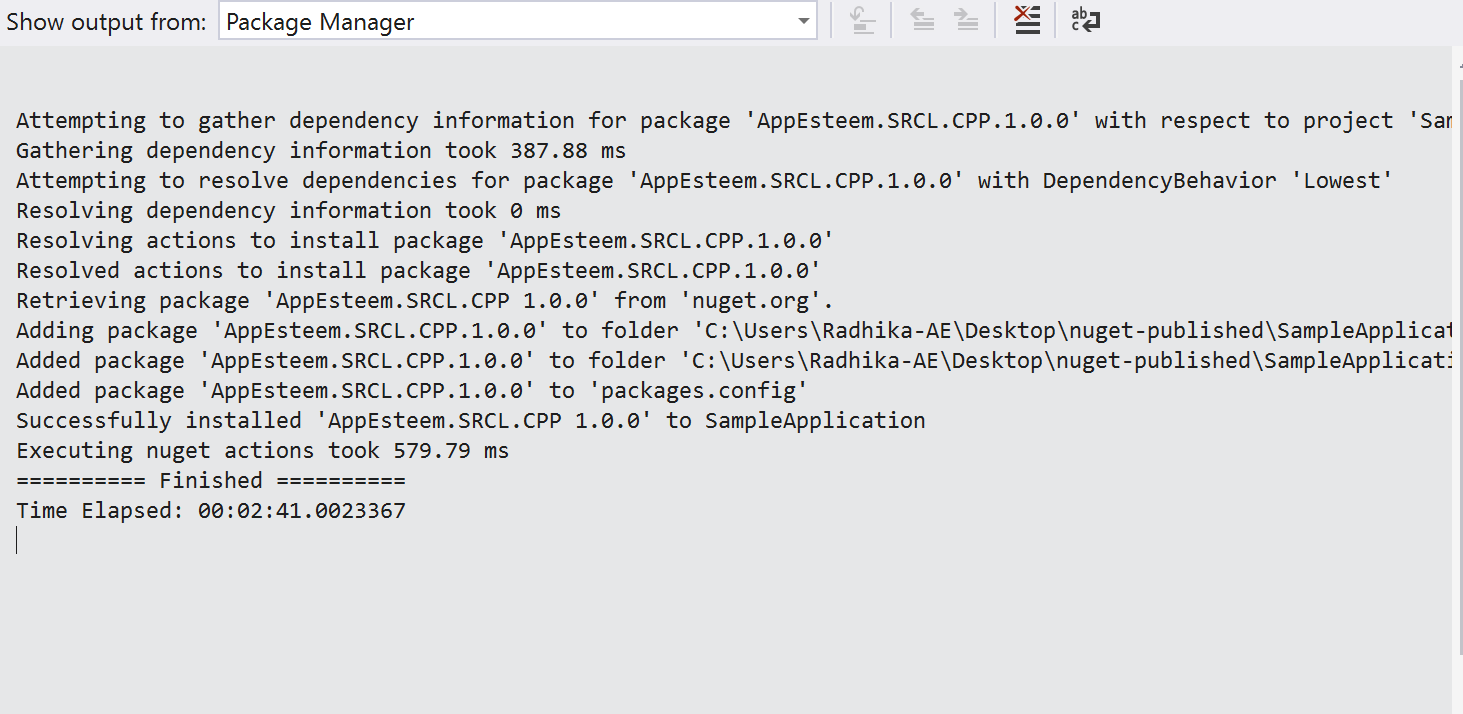 Show output from: Package Manager
Attempting to gather dependency information for package 'AppEsteem.SRCL.CPP.1.0.0' with respect to project 'Sam
Gathering dependency information took 387.88 ms
Attempting to resolve dependencies for package 'AppEsteem.SRCL.CPP.1.0.0' with DependencyBehavior 'Lowest'
Resolving dependency information took 0 ms
Resolving actions to install package 'AppEsteem.SRCL.CPP.1.0.0'
Resolved actions to install package 'AppEsteem.SRCL.CPP.1.0.0'
Retrieving package 'AppEsteem.SRCL.CPP 1.0.0' from 'nuget.org'.
Adding package 'AppEsteem.SRCL.CPP.1.0.0' to folder 'C:\Users\Radhika-AE\Desktop\nuget-published\SampleApplicat
Added package 'AppEsteem.SRCL.CPP.1.0.0' to folder 'C:\Users\Radhika-AE\Desktop\nuget-published\SampleApplicati
Added package 'AppEsteem.SRCL.CPP.1.0.0' to 'packages.config'
Successfully installed 'AppEsteem.SRCL.CPP 1.0.0' to SampleApplication
Executing nuget actions took 579.79 ms
========== Finished ==========
Time Elapsed: 00:02:41.0023367